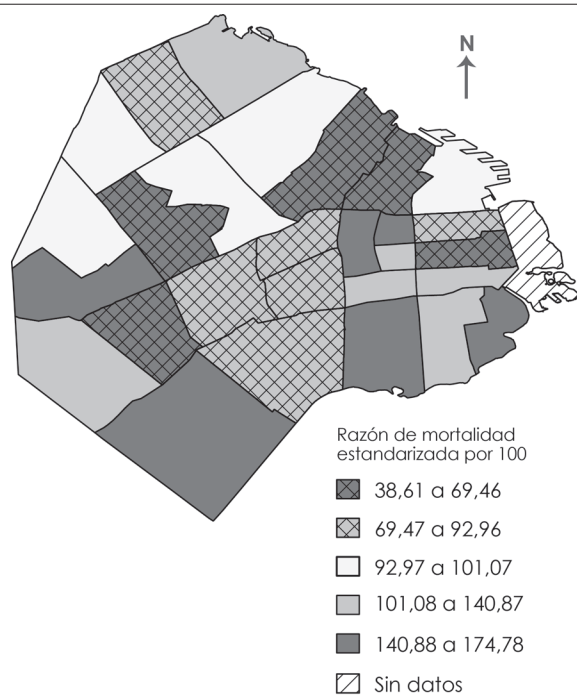 N
Razón de mortalidad
estandarizada por 100
38,61 a 69,46
69,47 a 92,96
92,97 a 101,07
101,08 a 140,87
140,88 a 174,78
Sin datos